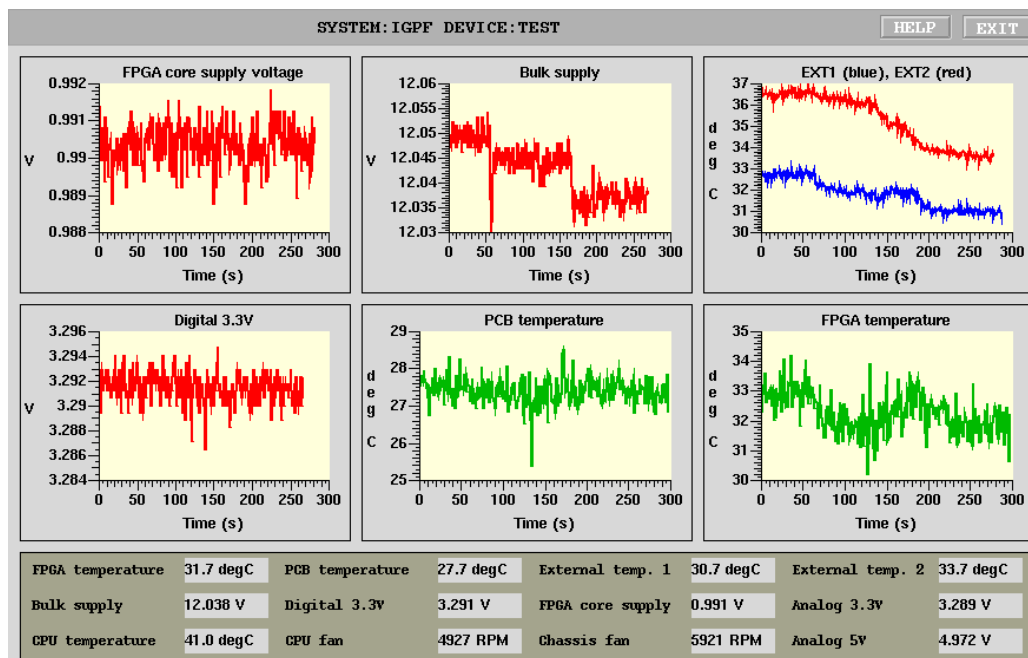 SYSTEM:IGPF DEVICE:TEST
HELP
EXIT
FPGA core supply voltage
0.992
0.991
0.99
0.989
0.988
V
0 50 100 150 200 250 300
Time (s)
Bulk supply
12.06
12.055
12.05
12.045
12.04
12.035
12.03
V
0 50 100 150 200 250 300
Time (s)
EXT1 (blue), EXT2 (red)
37
36
35
34
33
32
31
30
deg C
0 50 100 150 200 250 300
Time (s)
Digital 3.3V
3.296
3.294
3.292
3.29
3.288
3.286
3.284
V
0 50 100 150 200 250 300
Time (s)
PCB temperature
29
28
27
26
25
deg C
0 50 100 150 200 250 300
Time (s)
FPGA temperature
35
34
33
32
31
30
deg C
0 50 100 150 200 250 300
Time (s)
FPGA temperature 31.7 degC PCB temperature 27.7 degC External temp. 1 30.7 degC External temp. 2 33.7 degC
Bulk supply 12.038 V Digital 3.3V 3.291 V FPGA core supply 0.991 V Analog 3.3V 3.289 V
CPU temperature 41.0 degC CPU fan 4927 RPM Chassis fan 5921 RPM Analog 5V 4.972 V